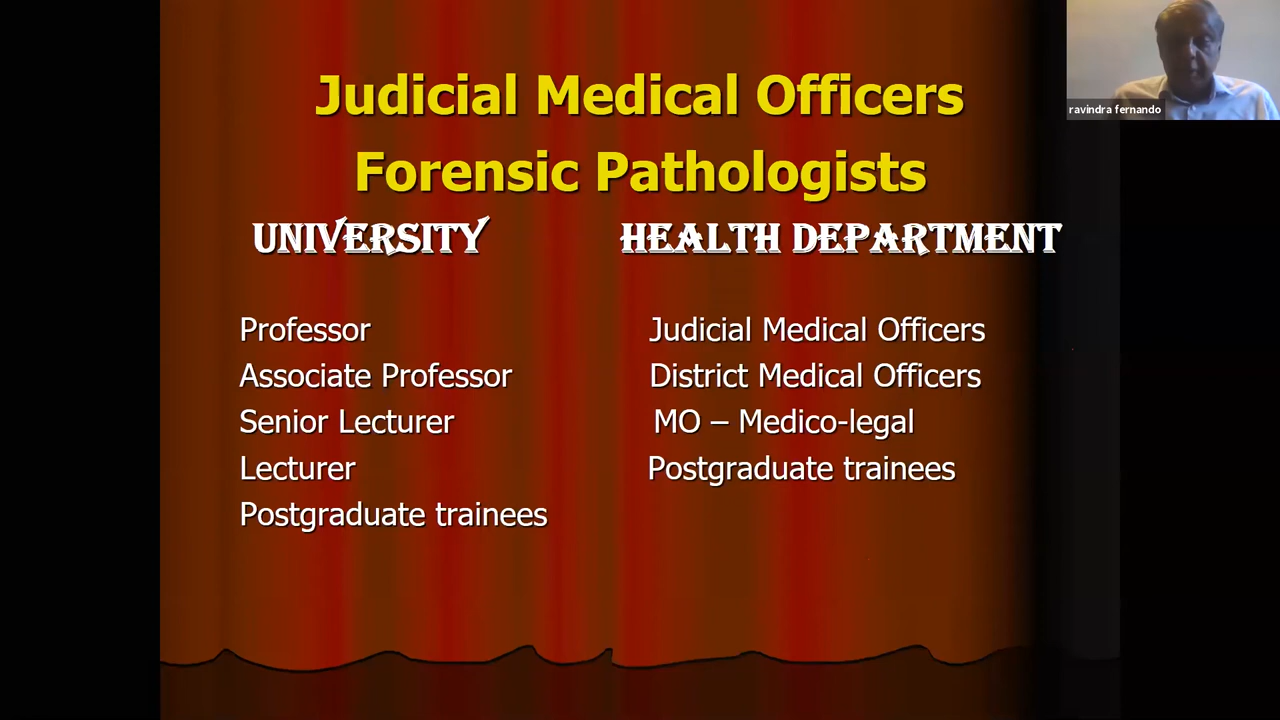 Judicial Medical Officers
Forensic Pathologists
UNIVERSITY
Professor
Associate Professor
Senior Lecturer
Lecturer
Postgraduate trainees
HEALTH DEPARTMENT
Judicial Medical Officers
District Medical Officers
MO – Medico-legal
Postgraduate trainees
ravindra fernando